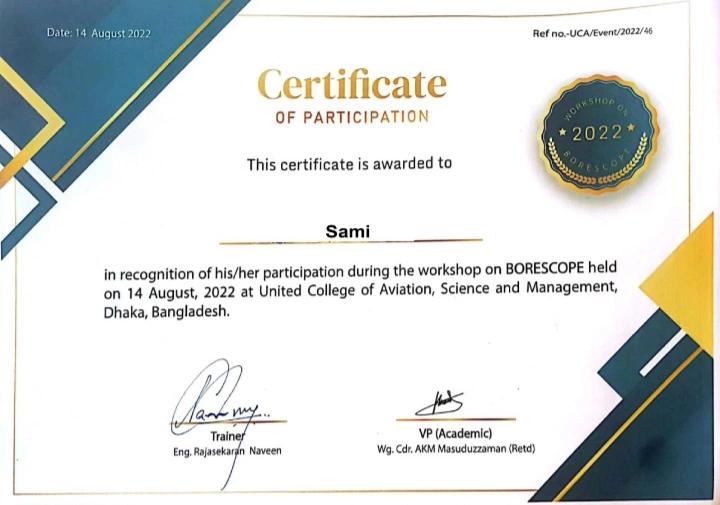 Date: 14 August 2022
Ref no.-UCA/Event/2022/46
Certificate
OF PARTICIPATION
WORKSHOP ON
2022
BORESCOPE
This certificate is awarded to
Sami
in recognition of his/her participation during the workshop on BORESCOPE held
on 14 August, 2022 at United College of Aviation, Science and Management,
Dhaka, Bangladesh.
Trainer
Eng. Rajasekaran Naveen
VP (Academic)
Wg. Cdr. AKM Masuduzzaman (Retd)